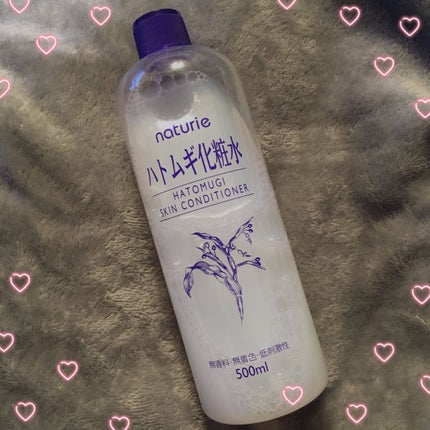 naturie
ハトムギ化粧水
HATOMUGI
SKIN CONDITIONER
無香料・無着色・低刺激性
500ml